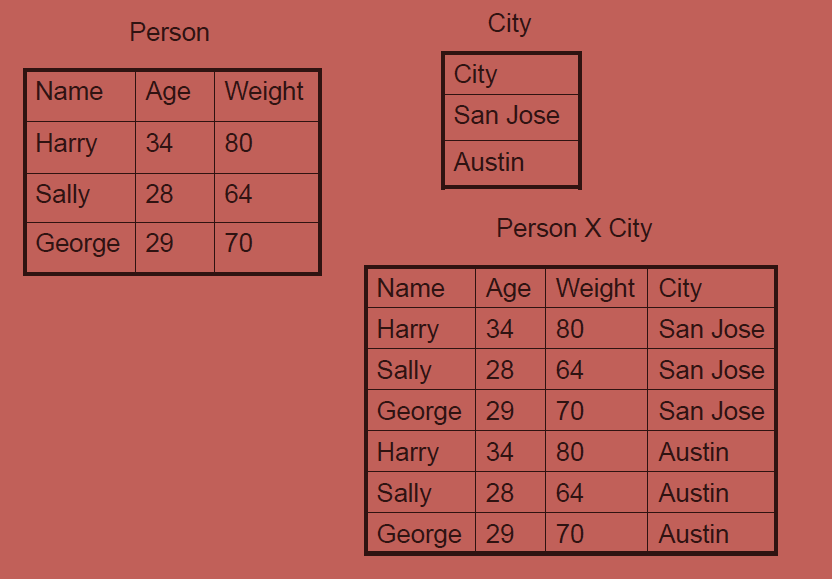 Person
Name Age Weight
Harry 34 80
Sally 28 64
George 29 70
City
City
San Jose
Austin
Person X City
Name Age Weight City
Harry 34 80 San Jose
Sally 28 64 San Jose
George 29 70 San Jose
Harry 34 80 Austin
Sally 28 64 Austin
George 29 70 Austin